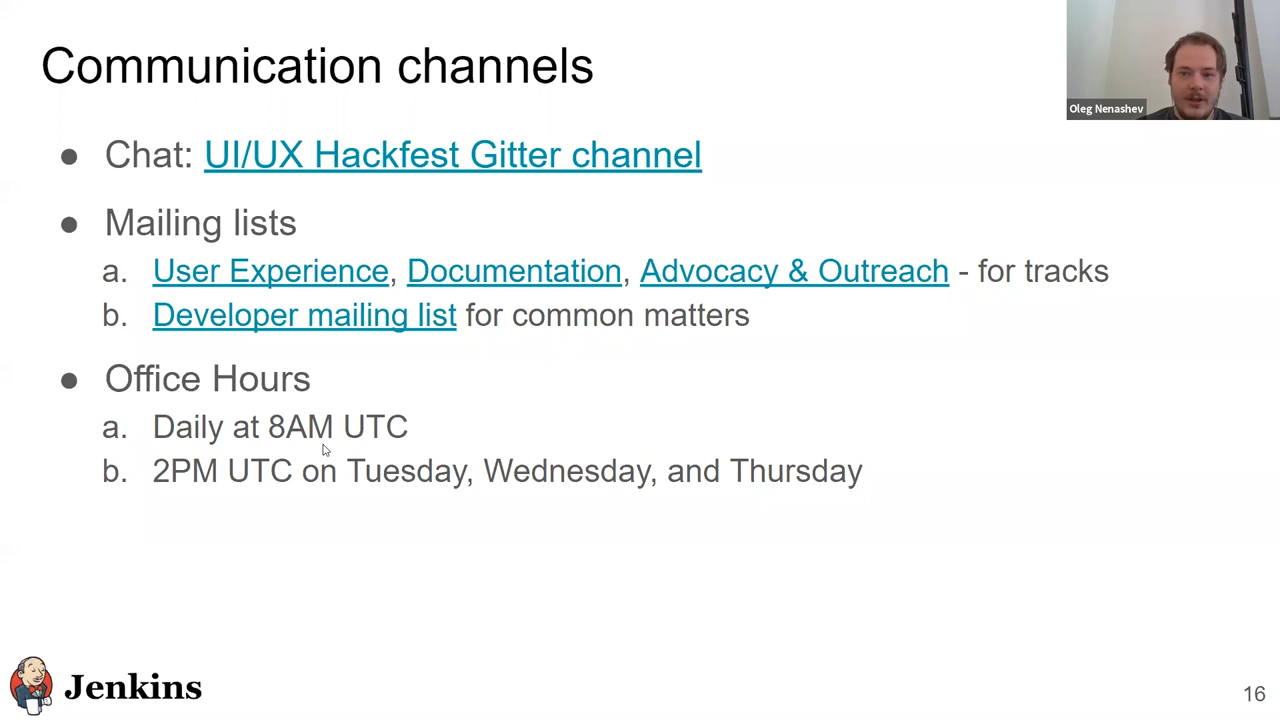 Communication channels
Oleg Nenashev
● Chat: UI/UX Hackfest Gitter channel
● Mailing lists
a. User Experience, Documentation, Advocacy & Outreach - for tracks
b. Developer mailing list for common matters
● Office Hours
a. Daily at 8AM UTC
b. 2PM UTC on Tuesday, Wednesday, and Thursday
Jenkins
16